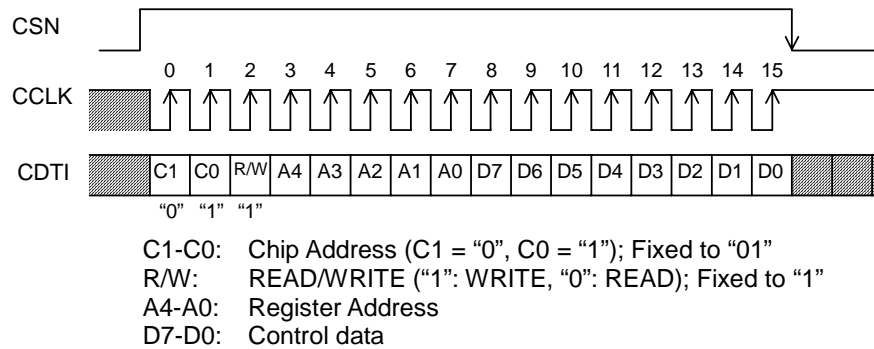 CSN
0 1 2 3 4 5 6 7 8 9 10 11 12 13 14 15
CCLK
CDTI C1 C0 R/W A4 A3 A2 A1 A0 D7 D6 D5 D4 D3 D2 D1 D0
“0” “1” “1”
C1-C0: Chip Address (C1 = “0”, C0 = “1”); Fixed to “01”
R/W: READ/WRITE (“1”: WRITE, “0”: READ); Fixed to “1”
A4-A0: Register Address
D7-D0: Control data